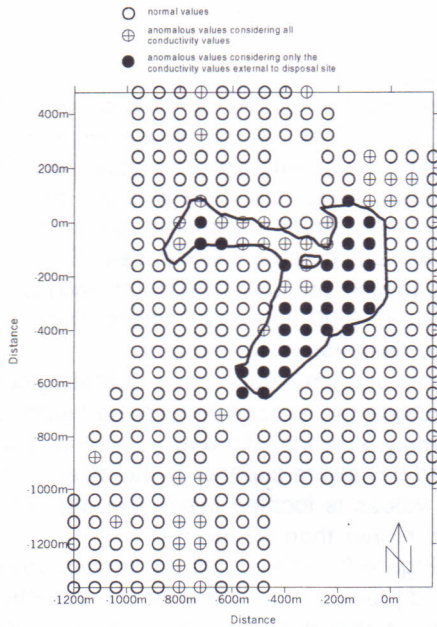 normal values
anomalous values considering all
conductivity values
anomalous values considering only the
conductivity values external to disposal site
400m
200m
0m
-200m
-400m
-600m
-800m
-1000m
-1200m
Distance
-1200m -1000m -800m -600m -400m -200m 0m
Distance
N